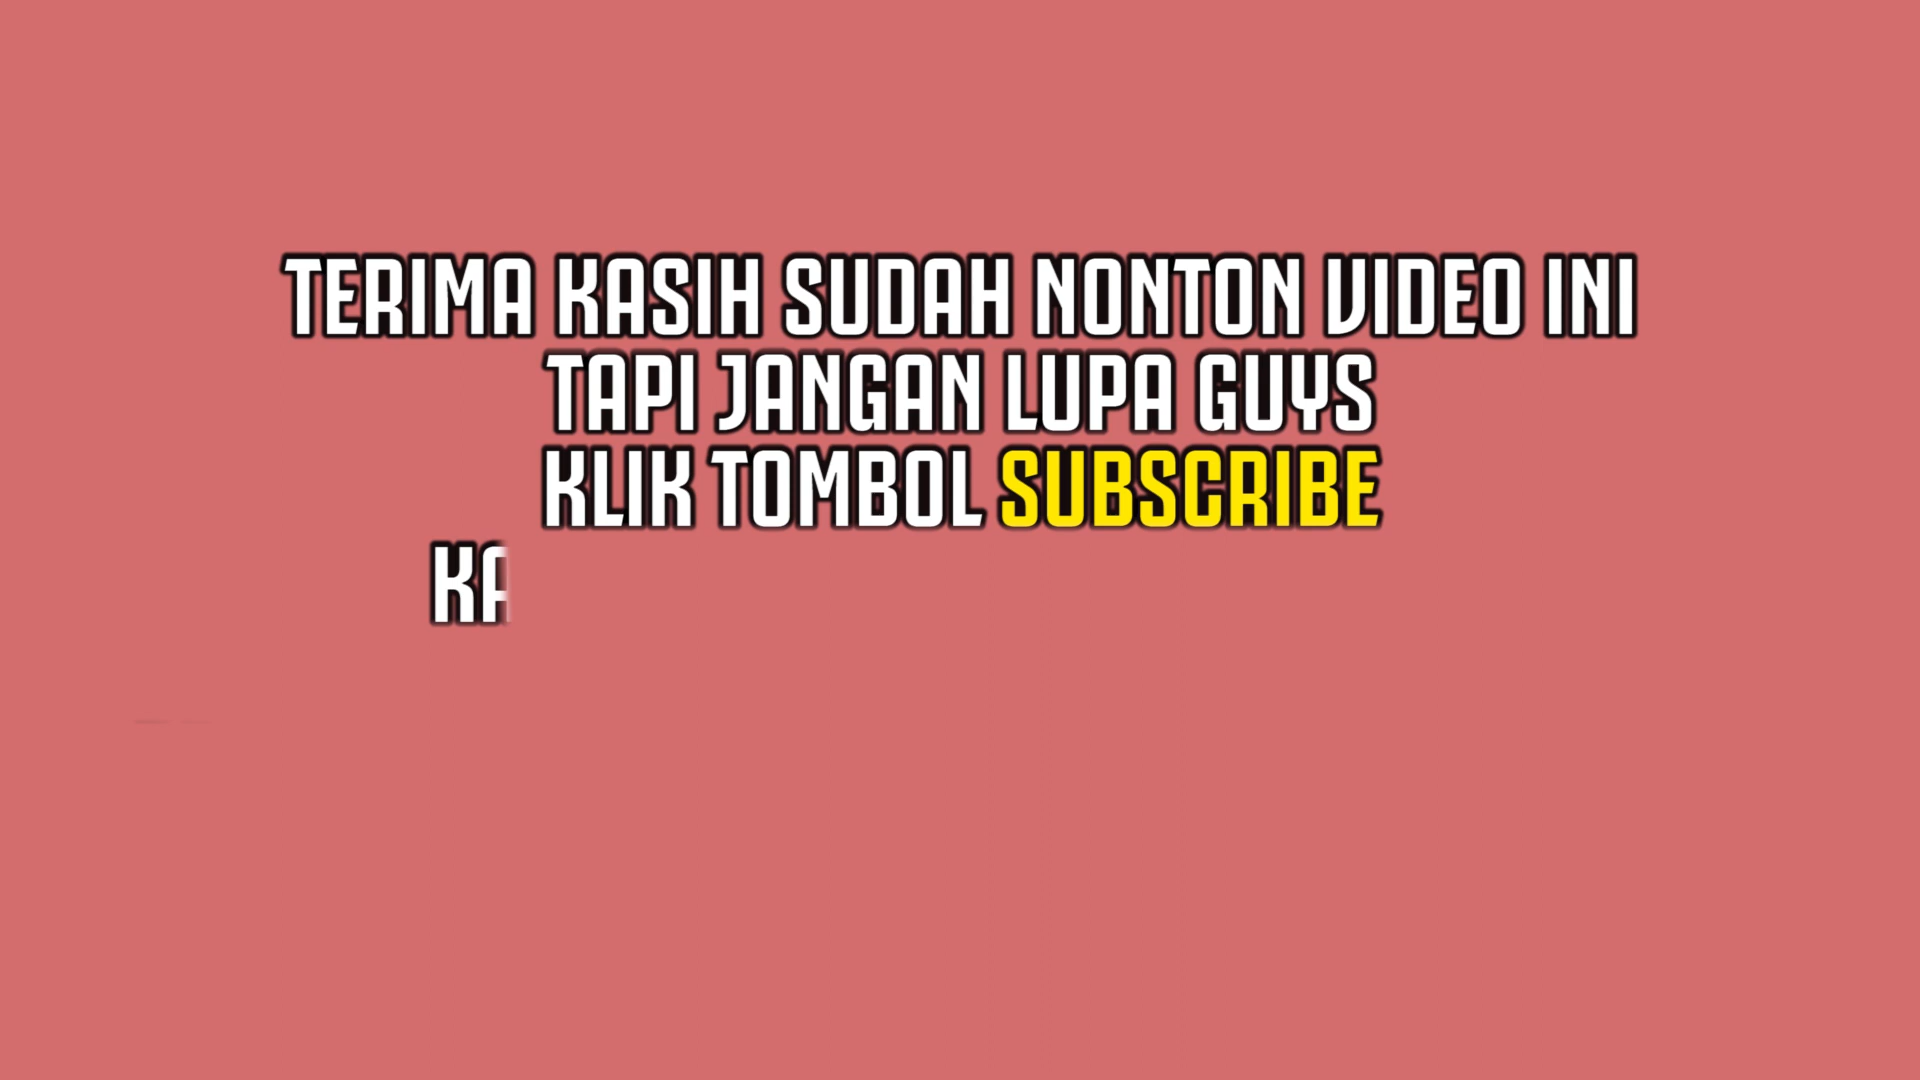 TERIMA KASIH SUDAH NONTON VIDEO INI
TAPI JANGAN LUPA GUYS
KLIK TOMBOL SUBSCRIBE